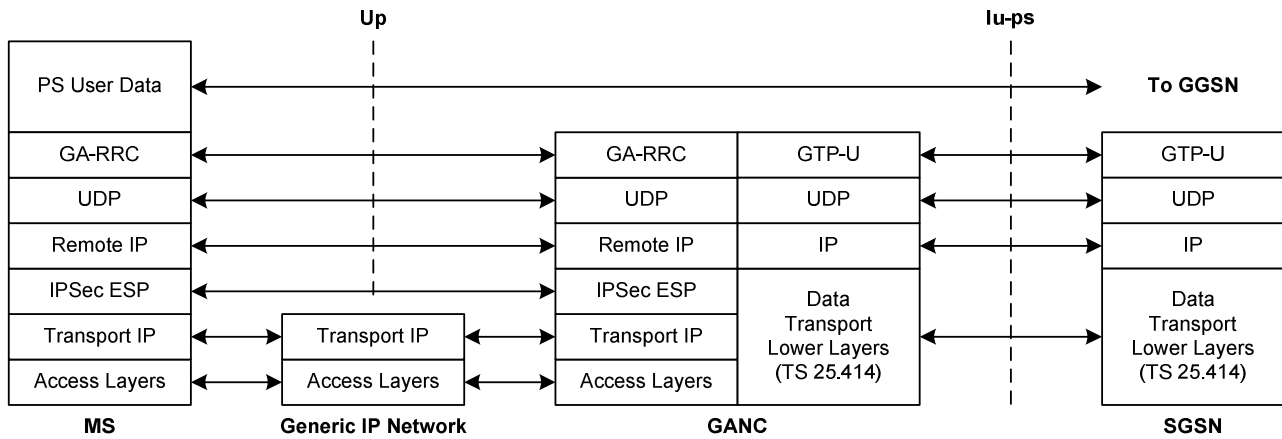 Up
Iu-ps
PS User Data
To GGSN
GA-RRC
GA-RRC
GTP-U
GTP-U
UDP
UDP
UDP
UDP
Remote IP
Remote IP
IP
IP
IPSec ESP
IPSec ESP
Data
Transport
Lower Layers
(TS 25.414)
Data
Transport
Lower Layers
(TS 25.414)
Transport IP
Transport IP
Transport IP
Access Layers
Access Layers
Access Layers
MS
Generic IP Network
GANC
SGSN